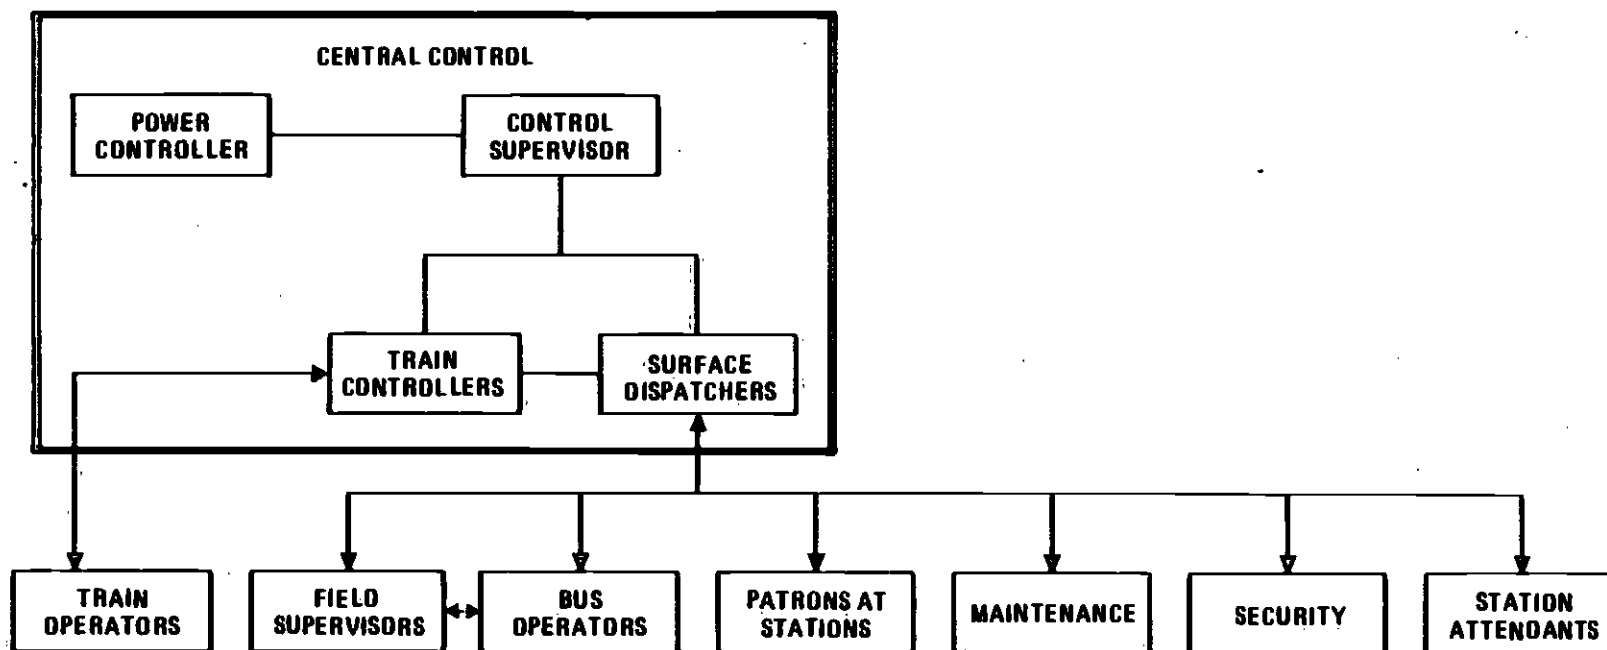 CENTRAL CONTROL
POWER
CONTROLLER
CONTROL
SUPERVISOR
TRAIN
CONTROLLERS
SURFACE
DISPATCHERS
TRAIN
OPERATORS
FIELD
SUPERVISORS
BUS
OPERATORS
PATRONS AT
STATIONS
MAINTENANCE
SECURITY
STATION
ATTENDANTS